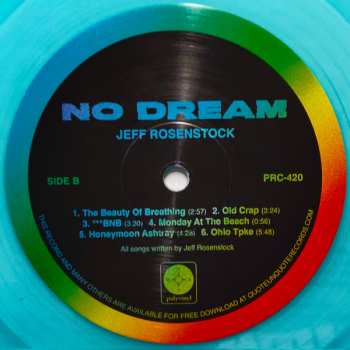 NO DREAM
JEFF ROSENSTOCK
SIDE B
PRC-420
1. The Beauty Of Breathing (2:57)  2. Old Crap (3:24)
3. ***BNB (3:20)  4. Monday At The Beach (0:56)
5. Honeymoon Ashtray (4:29)  6. Ohio Tpke (5:48)
All songs written by Jeff Rosenstock
polyvinyl
THIS RECORD AND MANY OTHERS ARE AVAILABLE FOR FREE DOWNLOAD AT QUOTEUNQUOTERECORDS.COM